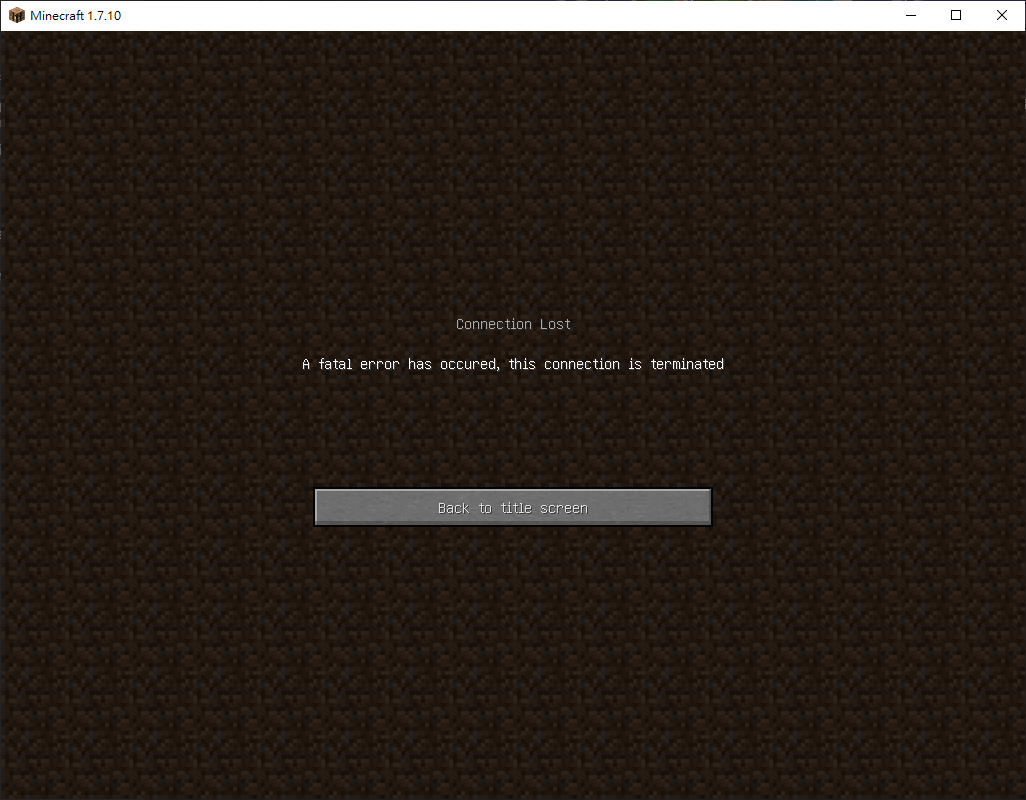 Minecraft 1.7.10
Connection Lost
A fatal error has occured, this connection is terminated
Back to title screen